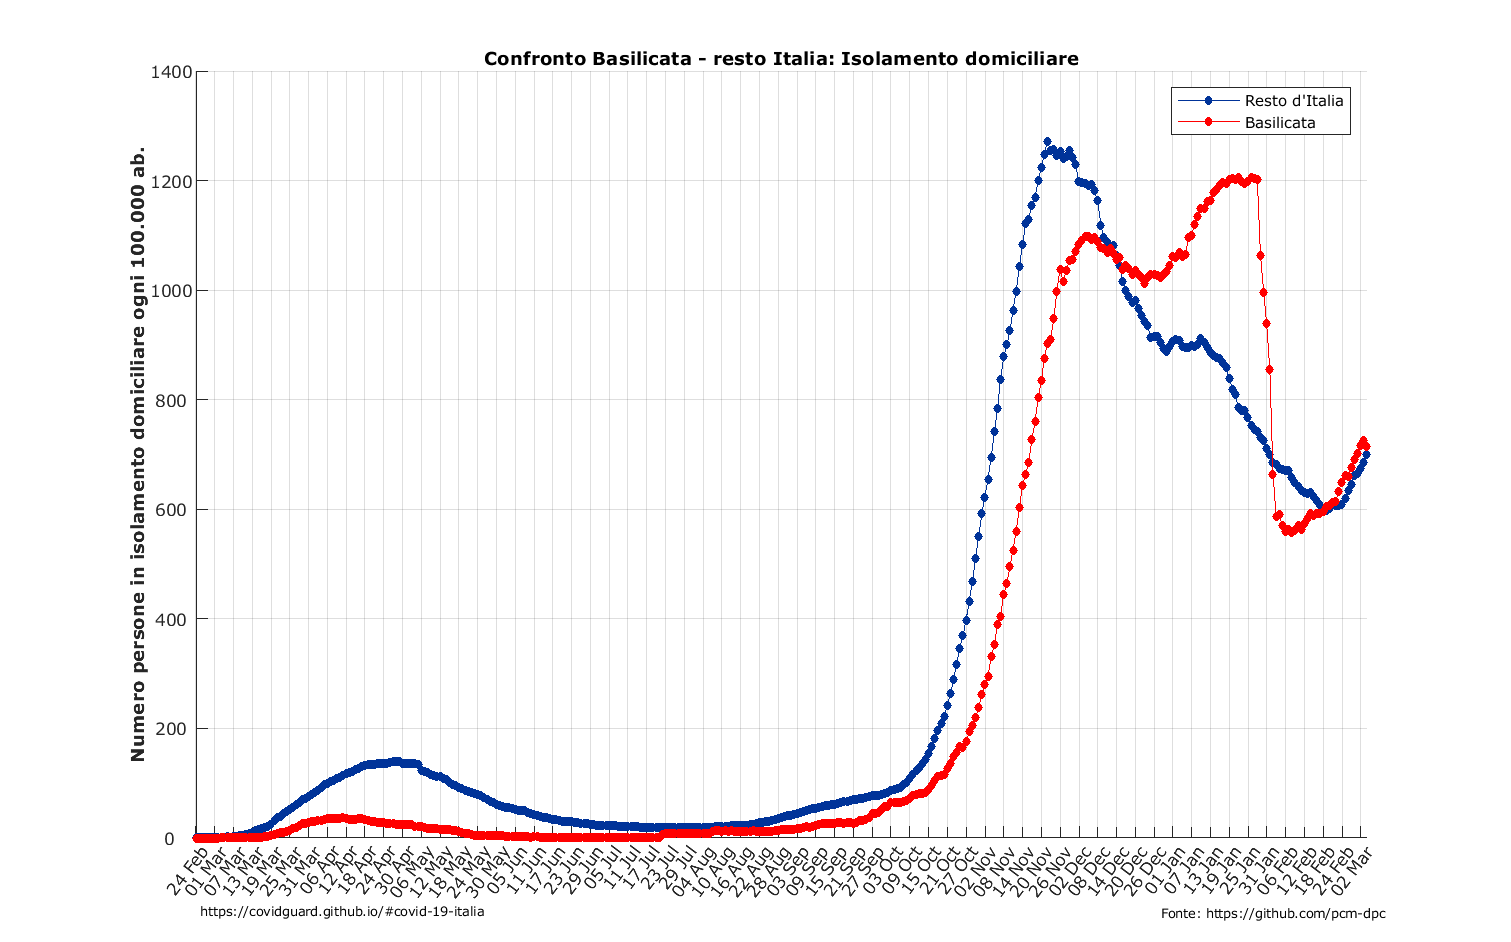 Confronto Basilicata - resto Italia: Isolamento domiciliare
Numero persone in isolamento domiciliare ogni 100.000 ab.
1400
1200
1000
800
600
400
200
0
Resto d'Italia
Basilicata
24 Feb
01 Mar
07 Mar
13 Mar
19 Mar
25 Mar
31 Mar
06 Apr
12 Apr
18 Apr
24 Apr
30 Apr
06 May
12 May
18 May
24 May
30 May
05 Jun
11 Jun
17 Jun
23 Jun
29 Jun
05 Jul
11 Jul
17 Jul
23 Jul
29 Jul
04 Aug
10 Aug
16 Aug
22 Aug
28 Aug
03 Sep
09 Sep
15 Sep
21 Sep
27 Sep
03 Oct
09 Oct
15 Oct
21 Oct
27 Oct
02 Nov
08 Nov
14 Nov
20 Nov
26 Nov
02 Dec
08 Dec
14 Dec
20 Dec
26 Dec
01 Jan
07 Jan
13 Jan
19 Jan
25 Jan
31 Jan
06 Feb
12 Feb
18 Feb
24 Feb
02 Mar
https://covidguard.github.io/#covid-19-italia
Fonte: https://github.com/pcm-dpc